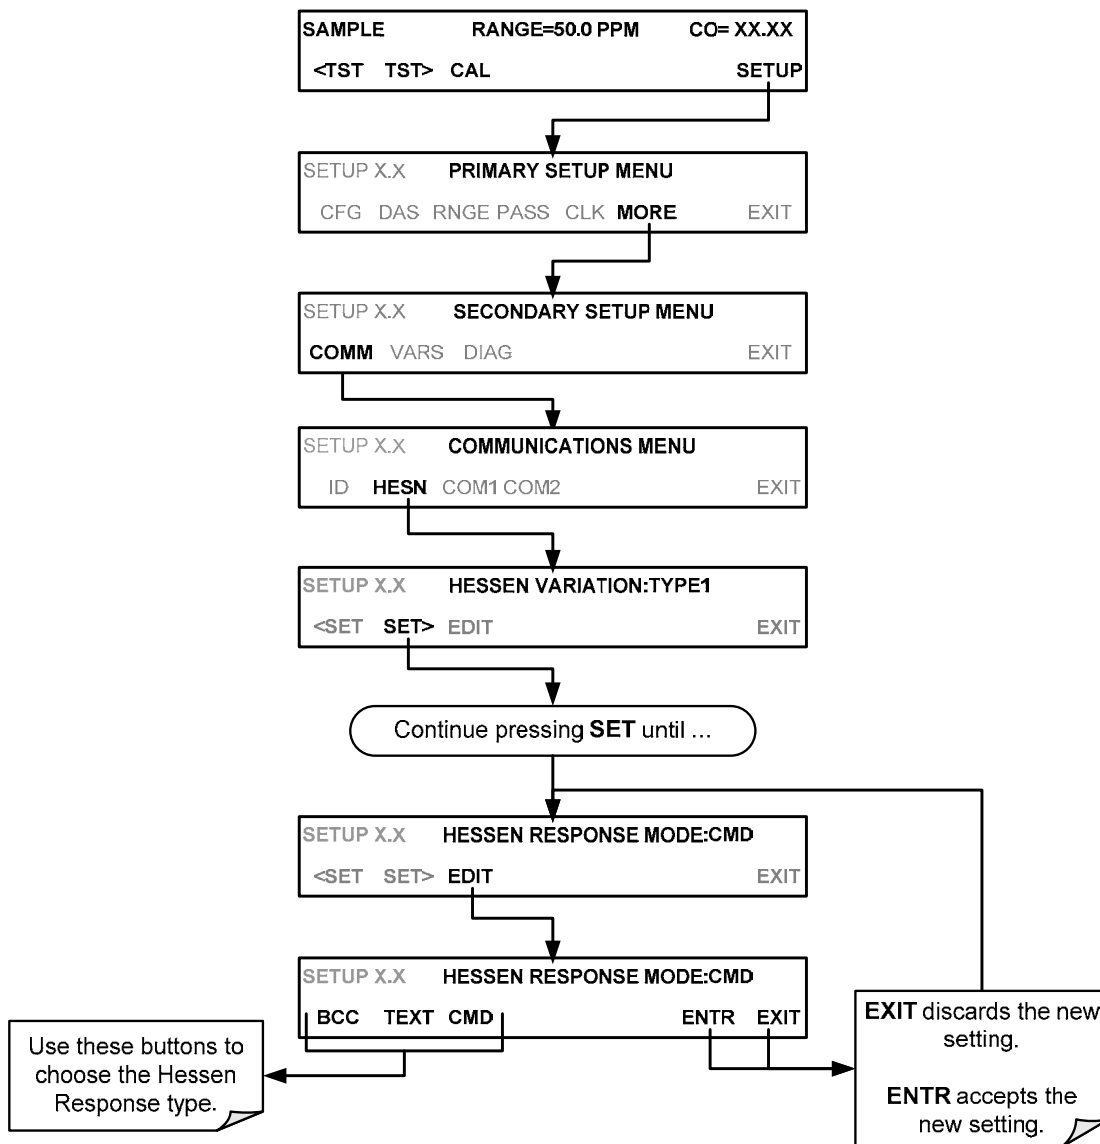 SAMPLE RANGE=50.0 PPM CO= XX.XX
<TST TST> CAL SETUP
SETUP X.X PRIMARY SETUP MENU
CFG DAS RNGE PASS CLK MORE EXIT
SETUP X.X SECONDARY SETUP MENU
COMM VARS DIAG EXIT
SETUP X.X COMMUNICATIONS MENU
ID HESN COM1 COM2 EXIT
SETUP X.X HESSEN VARIATION:TYPE1
<SET SET> EDIT EXIT
Continue pressing SET until ...
SETUP X.X HESSEN RESPONSE MODE:CMD
<SET SET> EDIT EXIT
SETUP X.X HESSEN RESPONSE MODE:CMD
BCC TEXT CMD ENTR EXIT
Use these buttons to
choose the Hessen
Response type.
EXIT discards the new
setting.
ENTR accepts the
new setting.